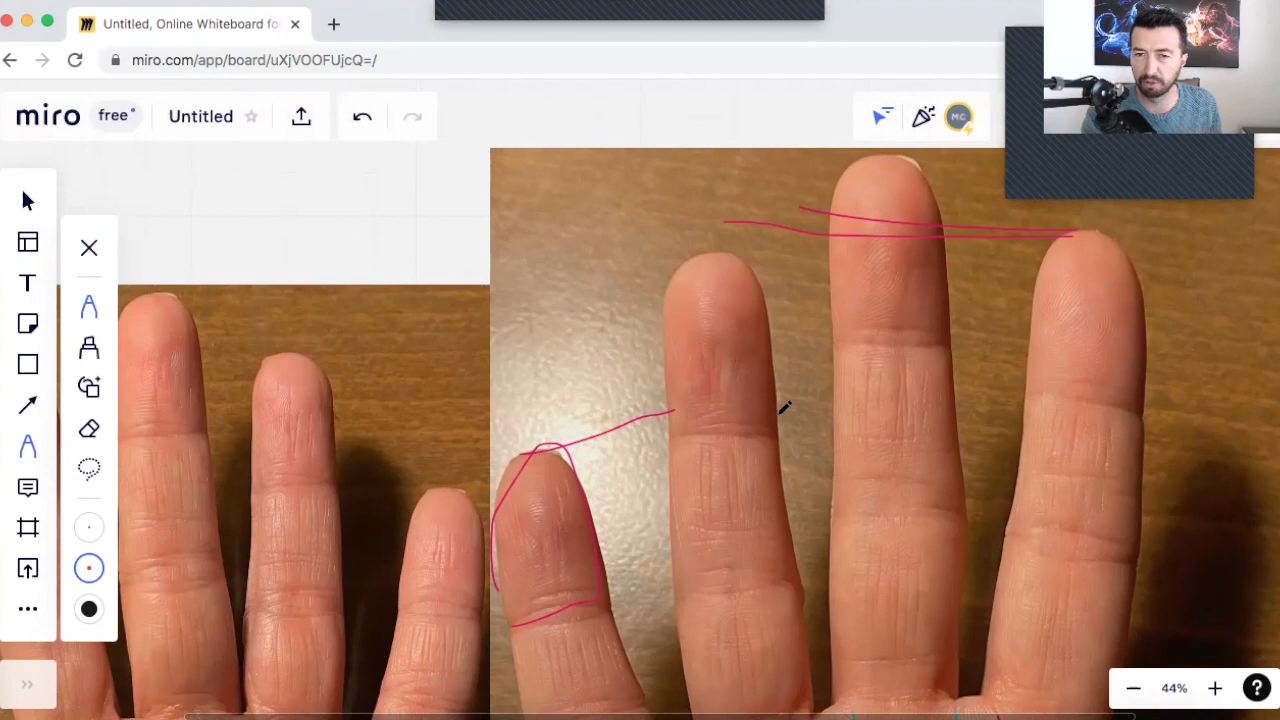 Untitled, Online Whiteboard fo
miro.com/app/board/uXjVOOFUjcQ=/
miro free Untitled
MC
T
44% ?